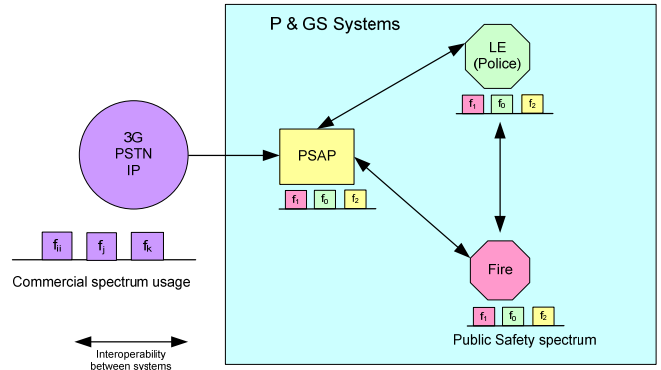 P & GS Systems
LE
(Police)
f1 f0 f2
3G
PSTN
IP
PSAP
f1 f0 f2
fii fj fk
Commercial spectrum usage
Fire
f1 f0 f2
Public Safety spectrum
Interoperability
between systems